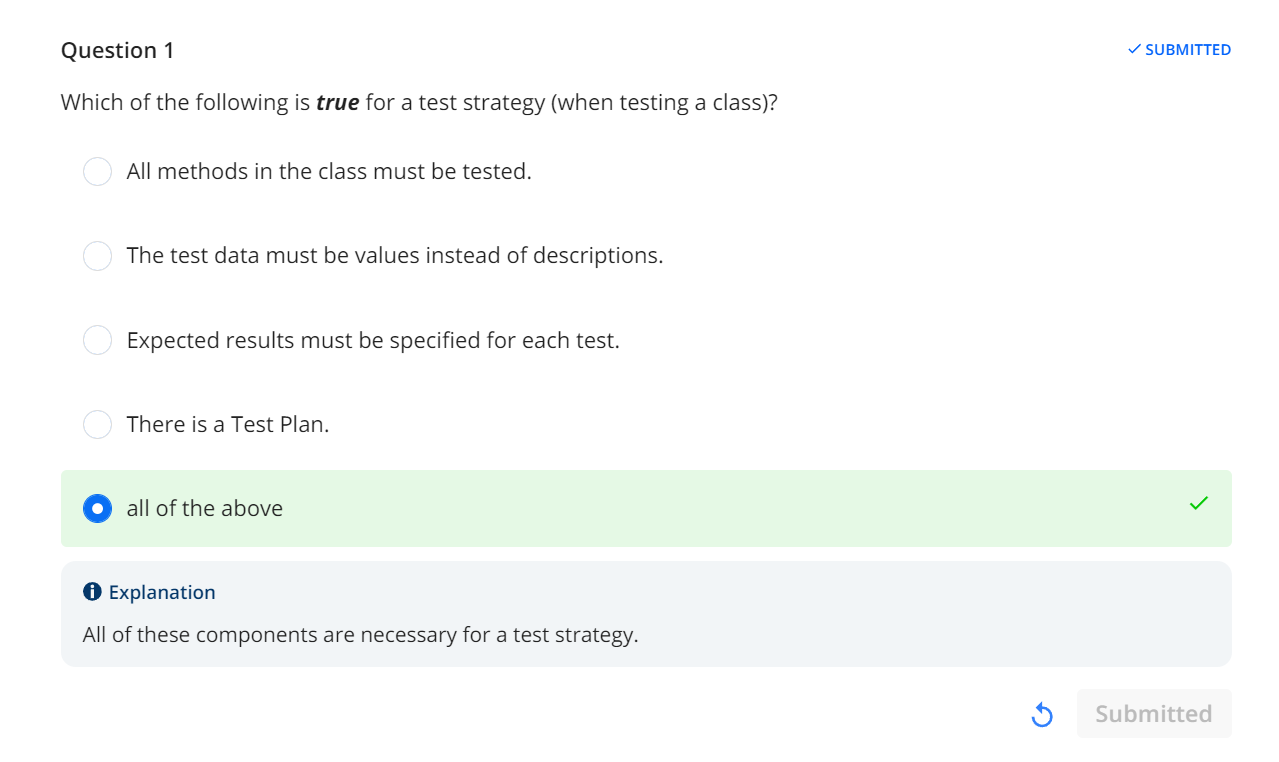 Question 1
SUBMITTED
Which of the following is true for a test strategy (when testing a class)?
All methods in the class must be tested.
The test data must be values instead of descriptions.
Expected results must be specified for each test.
There is a Test Plan.
all of the above
Explanation
All of these components are necessary for a test strategy.
Submitted